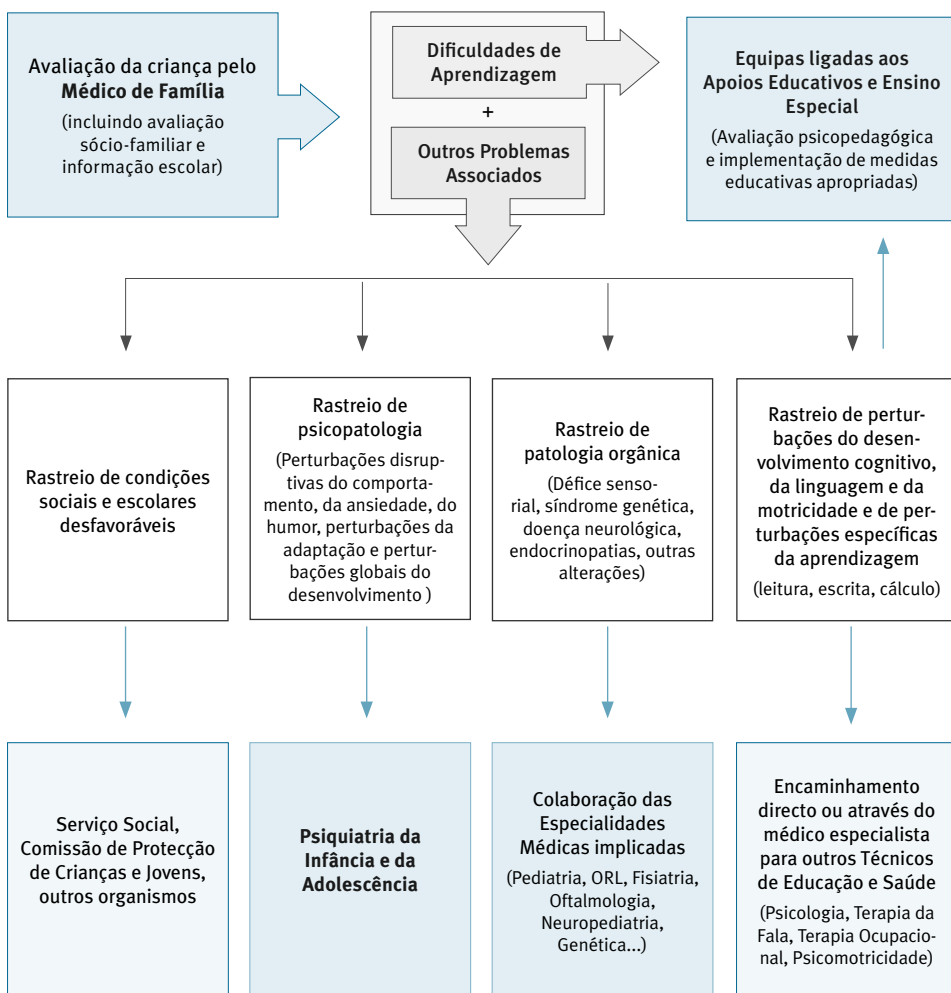 Avaliação da criança pelo
Médico de Família
(incluindo avaliação
sócio-familiar e
informação escolar)
Dificuldades de
Aprendizagem
+
Outros Problemas
Associados
Equipas ligadas aos
Apoios Educativos e Ensino
Especial
(Avaliação psicopedagógica
e implementação de medidas
educativas apropriadas)
Rastreio de condições
sociais e escolares
desfavoráveis
Rastreio de
psicopatologia
(Perturbações disrup-
tivas do comporta-
mento, da ansiedade, do
humor, perturbações da
adaptação e pertur-
bações globais do
desenvolvimento )
Rastreio de
patologia orgânica
(Défice senso-
rial, síndrome genética,
doença neurológica,
endocrinopatias, outras
alterações)
Rastreio de pertur-
bações do desen-
volvimento cognitivo,
da linguagem e da
motricidade e de per-
turbações específicas
da aprendizagem
(leitura, escrita, cálculo)
Serviço Social,
Comissão de Protecção
de Crianças e Jovens,
outros organismos
Psiquiatria da
Infância e da
Adolescência
Colaboração das
Especialidades
Médicas implicadas
(Pediatria, ORL, Fisiatria,
Oftalmologia,
Neuropediatria,
Genética...)
Encaminhamento
directo ou através do
médico especialista
para outros Técnicos
de Educação e Saúde
(Psicologia, Terapia da
Fala, Terapia Ocupacio-
nal, Psicomotricidade)